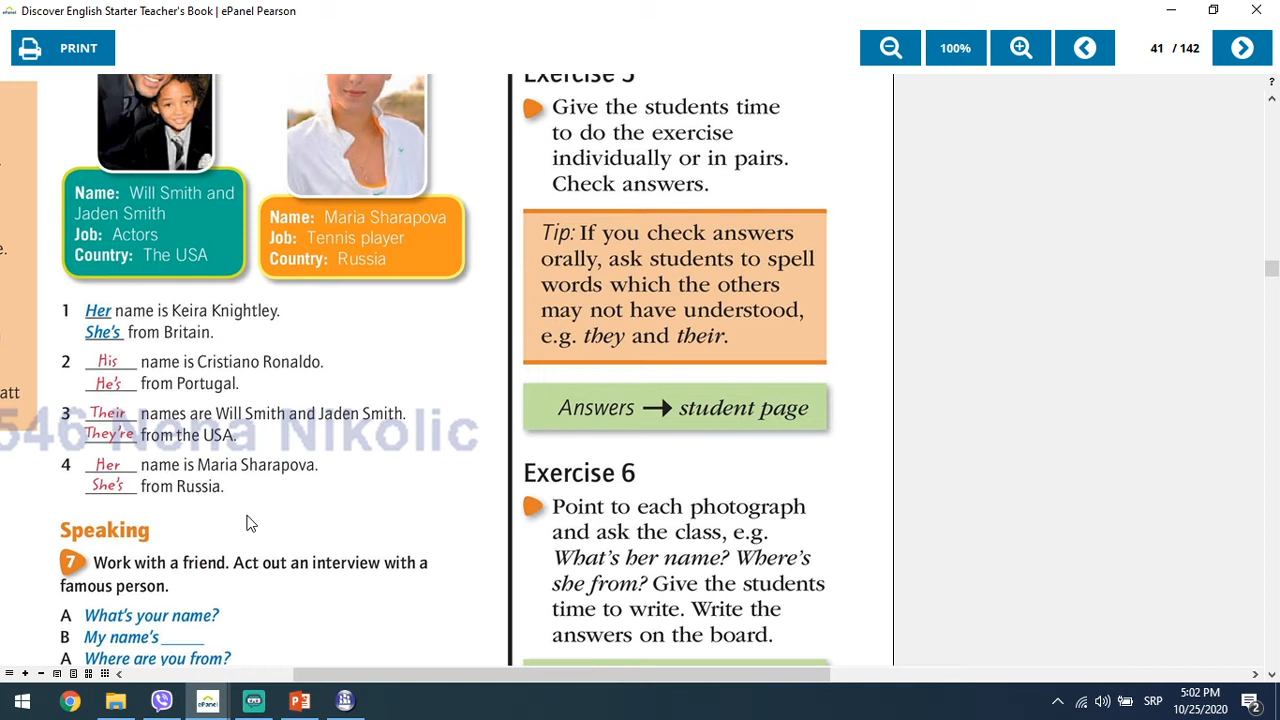 Discover English Starter Teacher's Book | ePanel Pearson
PRINT
100%
41 / 142
Name: Will Smith and
Jaden Smith
Job: Actors
Country: The USA
Name: Maria Sharapova
Job: Tennis player
Country: Russia
1 Her name is Keira Knightley.
She's from Britain.
2 His name is Cristiano Ronaldo.
He's from Portugal.
3 Their names are Will Smith and Jaden Smith.
They're from the USA.
4 Her name is Maria Sharapova.
She's from Russia.
546 Nena Nikolic
e.
att
Speaking
7 Work with a friend. Act out an interview with a
famous person.
A What's your name?
B My name's _____
A Where are you from?
Exercise 5
Give the students time
to do the exercise
individually or in pairs.
Check answers.
Tip: If you check answers
orally, ask students to spell
words which the others
may not have understood,
e.g. they and their.
Answers → student page
Exercise 6
Point to each photograph
and ask the class, e.g.
What's her name? Where's
she from? Give the students
time to write. Write the
answers on the board.
?
SRP
5:02 PM
10/25/2020
2